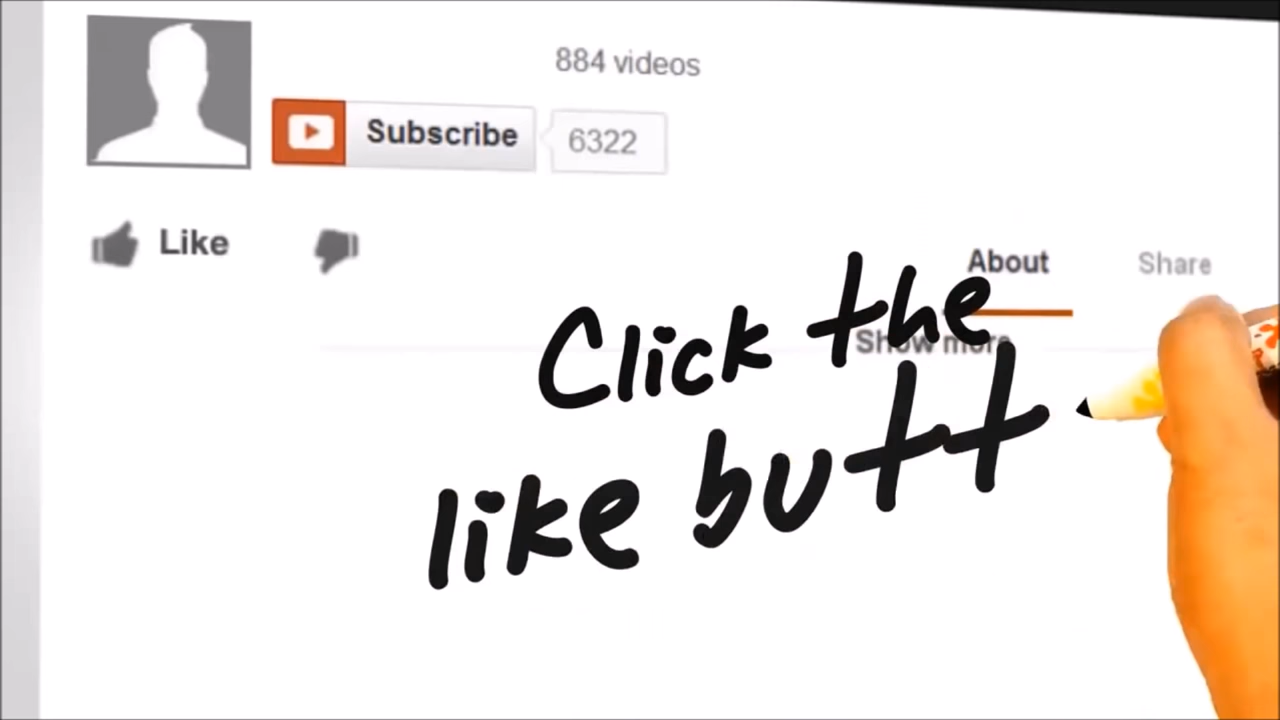 884 videos
Subscribe 6322
Like
About Share
Show more
Click the
like butt